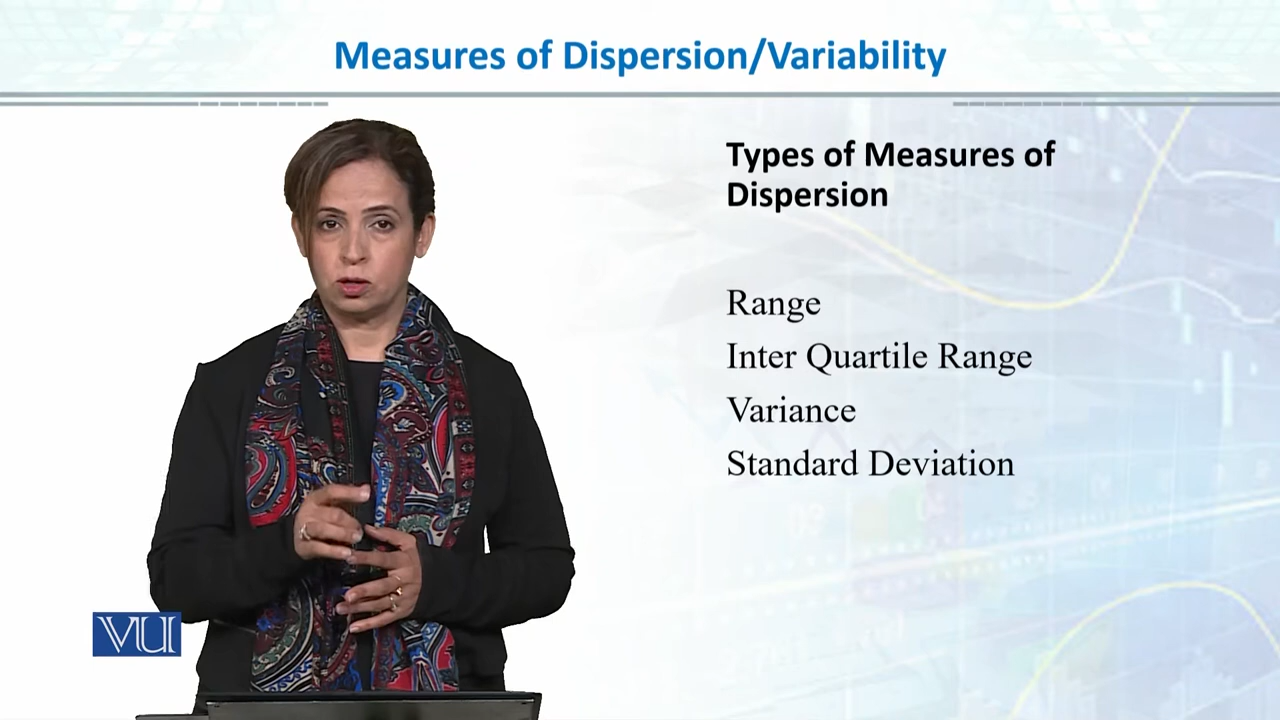 Measures of Dispersion/Variability
Types of Measures of
Dispersion
Range
Inter Quartile Range
Variance
Standard Deviation
VU